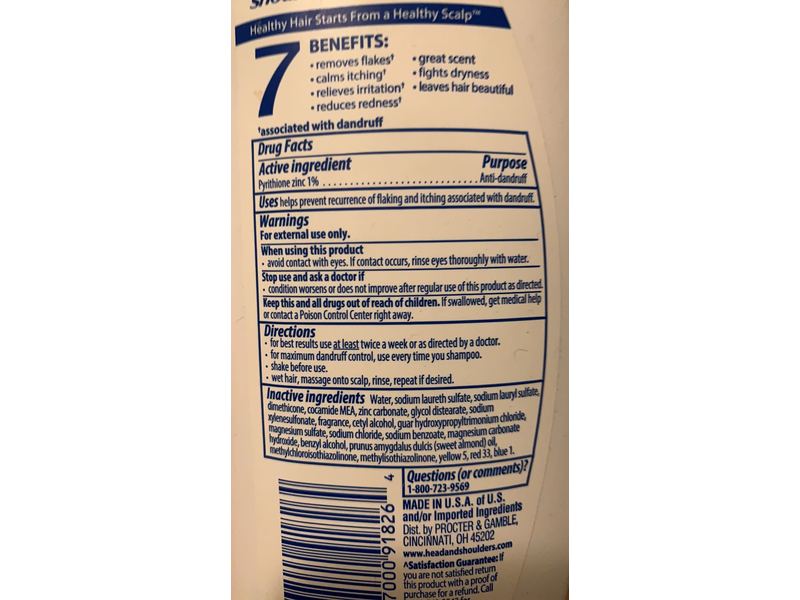 Healthy Hair Starts From a Healthy Scalp™
7 BENEFITS:
• removes flakes† • great scent
• calms itching† • fights dryness
• relieves irritation† • leaves hair beautiful
• reduces redness†
†associated with dandruff
Drug Facts
Active ingredient Purpose
Pyrithione zinc 1% ............................ Anti-dandruff
Uses helps prevent recurrence of flaking and itching associated with dandruff.
Warnings
For external use only.
When using this product
• avoid contact with eyes. If contact occurs, rinse eyes thoroughly with water.
Stop use and ask a doctor if
• condition worsens or does not improve after regular use of this product as directed.
Keep this and all drugs out of reach of children. If swallowed, get medical help
or contact a Poison Control Center right away.
Directions
• for best results use at least twice a week or as directed by a doctor.
• for maximum dandruff control, use every time you shampoo.
• shake before use.
• wet hair, massage onto scalp, rinse, repeat if desired.
Inactive ingredients Water, sodium laureth sulfate, sodium lauryl sulfate,
dimethicone, cocamide MEA, zinc carbonate, glycol distearate, sodium
xylenesulfonate, fragrance, cetyl alcohol, guar hydroxypropyltrimonium chloride,
magnesium sulfate, sodium chloride, sodium benzoate, magnesium carbonate
hydroxide, benzyl alcohol, prunus amygdalus dulcis (sweet almond) oil,
methylchloroisothiazolinone, methylisothiazolinone, yellow 5, red 33, blue 1.
Questions (or comments)?
1-800-723-9569
MADE IN U.S.A. of U.S.
and/or Imported Ingredients
Dist. by PROCTER & GAMBLE,
CINCINNATI, OH 45202
www.headandshoulders.com
^Satisfaction Guarantee: If
you are not satisfied return
this product with a proof of
purchase for a refund. Call
7000 91826 4